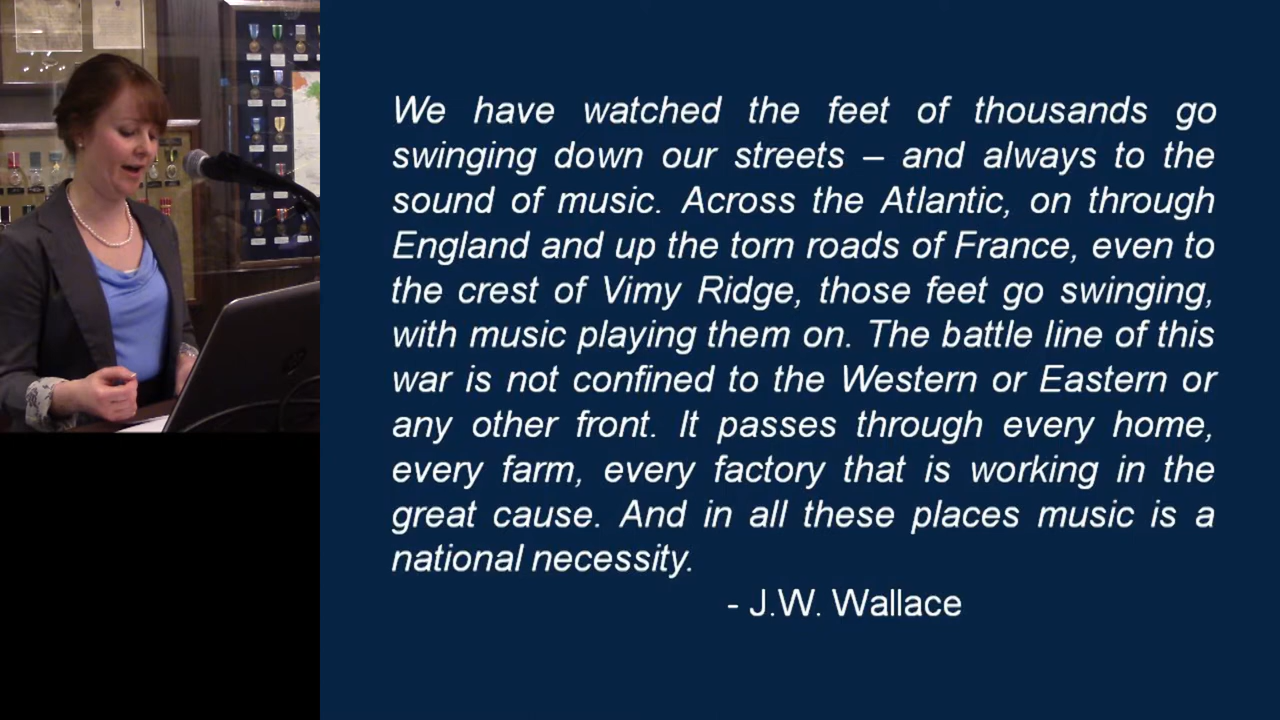 We have watched the feet of thousands go
swinging down our streets – and always to the
sound of music. Across the Atlantic, on through
England and up the torn roads of France, even to
the crest of Vimy Ridge, those feet go swinging,
with music playing them on. The battle line of this
war is not confined to the Western or Eastern or
any other front. It passes through every home,
every farm, every factory that is working in the
great cause. And in all these places music is a
national necessity.
- J.W. Wallace